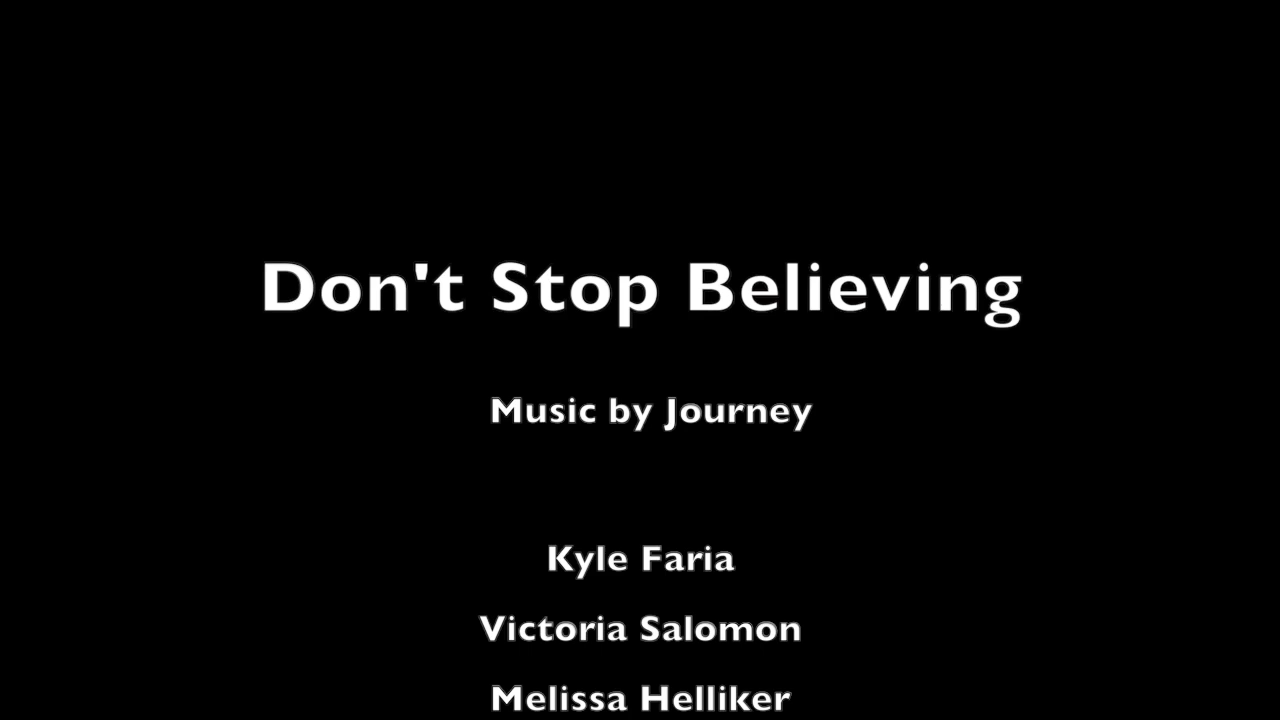 Don't Stop Believing
Music by Journey
Kyle Faria
Victoria Salomon
Melissa Helliker